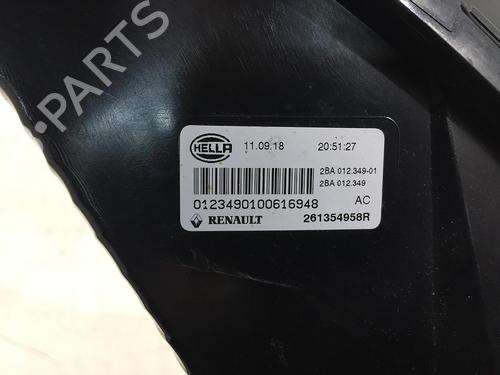 PARTS
HELLA 11.09.18 20:51:27
2BA 012.349-01
2BA 012.349
0123490100616948 AC
RENAULT 261354958R